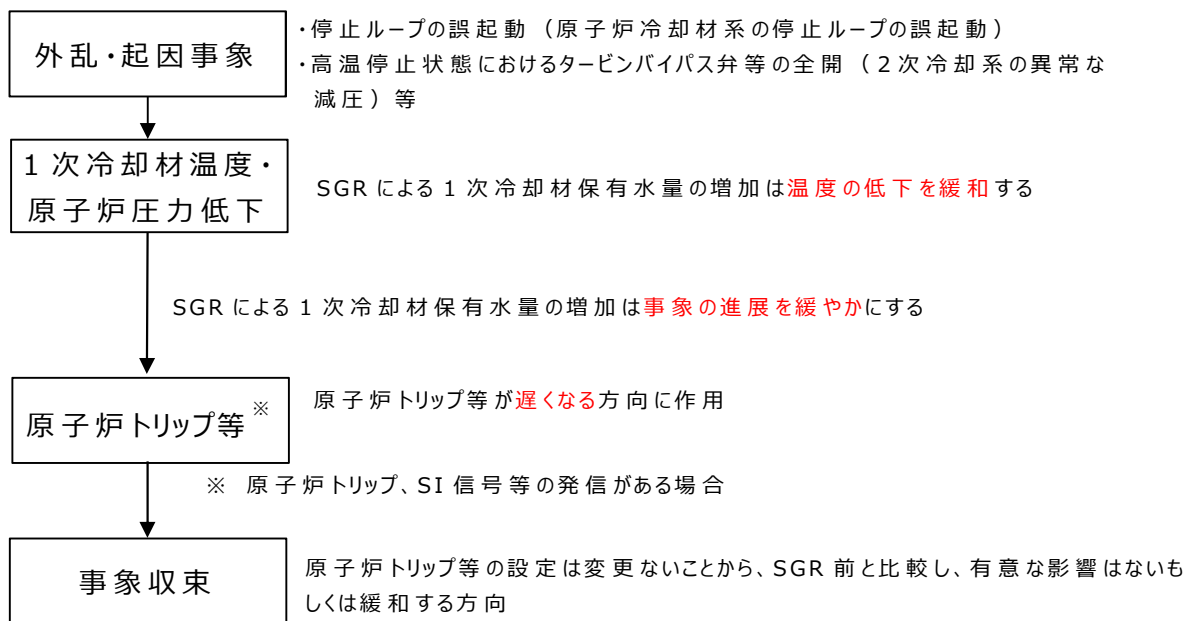 外乱・起因事象
・停止ループの誤起動（原子炉冷却材系の停止ループの誤起動）
・高温停止状態におけるタービンバイパス弁等の全開（２次冷却系の異常な
減圧）等
1次冷却材温度・
原子炉圧力低下
SGRによる1次冷却材保有水量の増加は温度の低下を緩和する
SGRによる1次冷却材保有水量の増加は事象の進展を緩やかにする
原子炉トリップ等※
原子炉トリップ等が遅くなる方向に作用
※ 原子炉トリップ、SI信号等の発信がある場合
事象収束
原子炉トリップ等の設定は変更ないことから、SGR前と比較し、有意な影響はないも
しくは緩和する方向